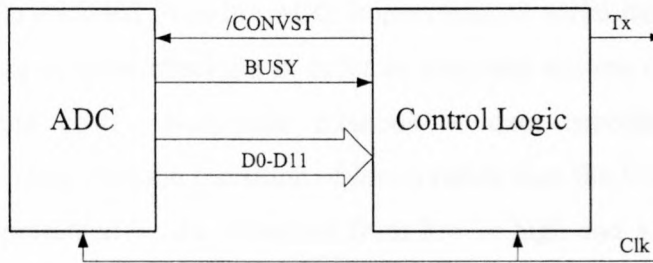 /CONVST
Tx
BUSY
ADC
Control Logic
D0-D11
Clk